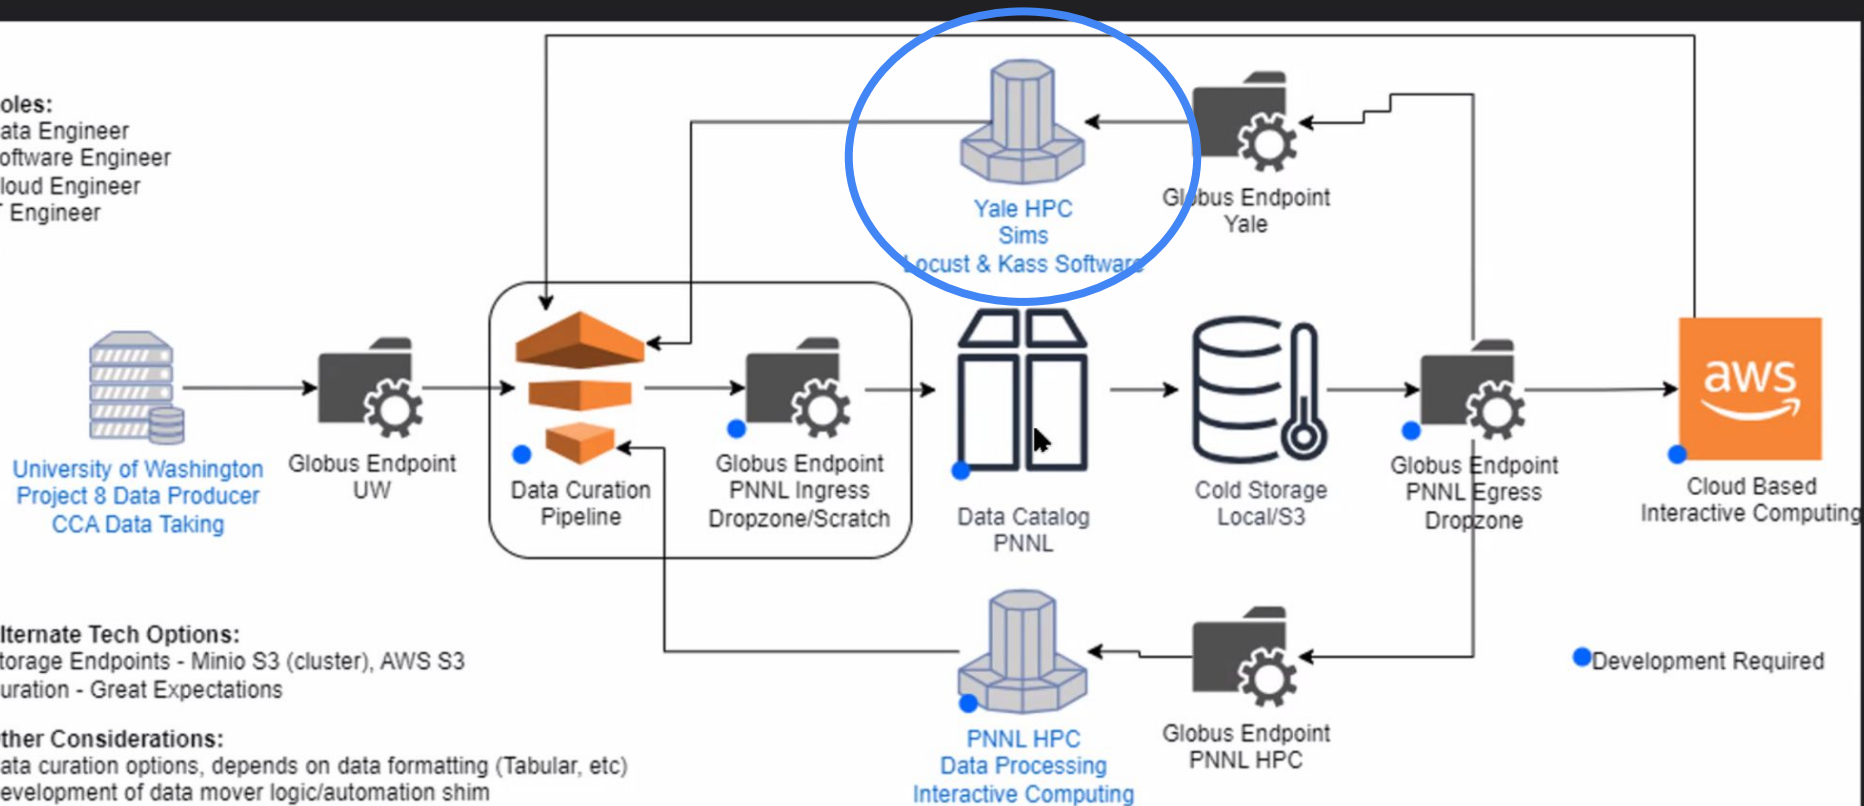 oles:
ata Engineer
oftware Engineer
loud Engineer
T Engineer
Yale HPC
Sims
Locust & Kass Software
Globus Endpoint
Yale
University of Washington
Project 8 Data Producer
CCA Data Taking
Globus Endpoint
UW
Data Curation
Pipeline
Globus Endpoint
PNNL Ingress
Dropzone/Scratch
Data Catalog
PNNL
Cold Storage
Local/S3
Globus Endpoint
PNNL Egress
Dropzone
aws
Cloud Based
Interactive Computing
lternate Tech Options:
torage Endpoints - Minio S3 (cluster), AWS S3
uration - Great Expectations
ther Considerations:
ata curation options, depends on data formatting (Tabular, etc)
evelopment of data mover logic/automation shim
PNNL HPC
Data Processing
Interactive Computing
Globus Endpoint
PNNL HPC
Development Required